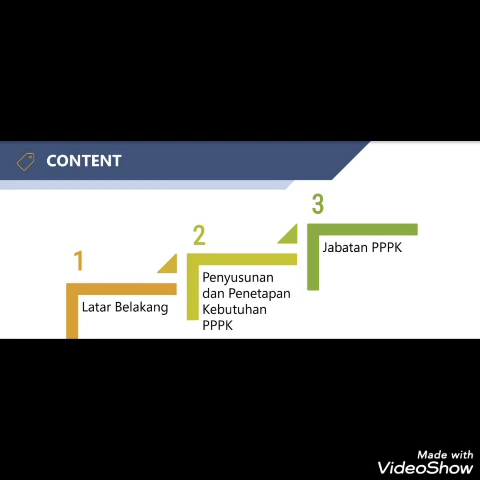 CONTENT
1
Latar Belakang
2
Penyusunan
dan Penetapan
Kebutuhan
PPPK
3
Jabatan PPPK
Made with
VideoShow